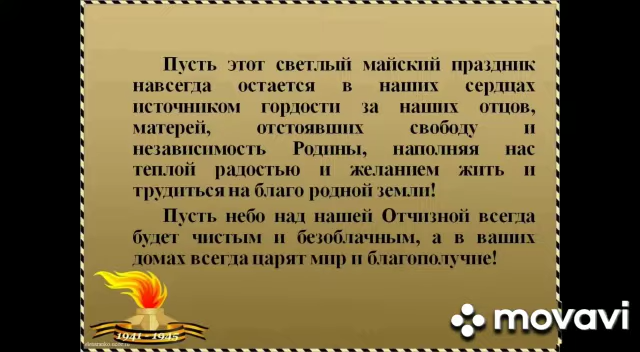 Пусть этот светлый майский праздник
навсегда остается в наших сердцах
источником гордости за наших отцов,
матерей, отстоявших свободу и
независимость Родины, наполняя нас
теплой радостью и желанием жить и
трудиться на благо родной земли!
Пусть небо над нашей Отчизной всегда
будет чистым и безоблачным, а в ваших
домах всегда царят мир и благополучие!
1941 1945
movavi